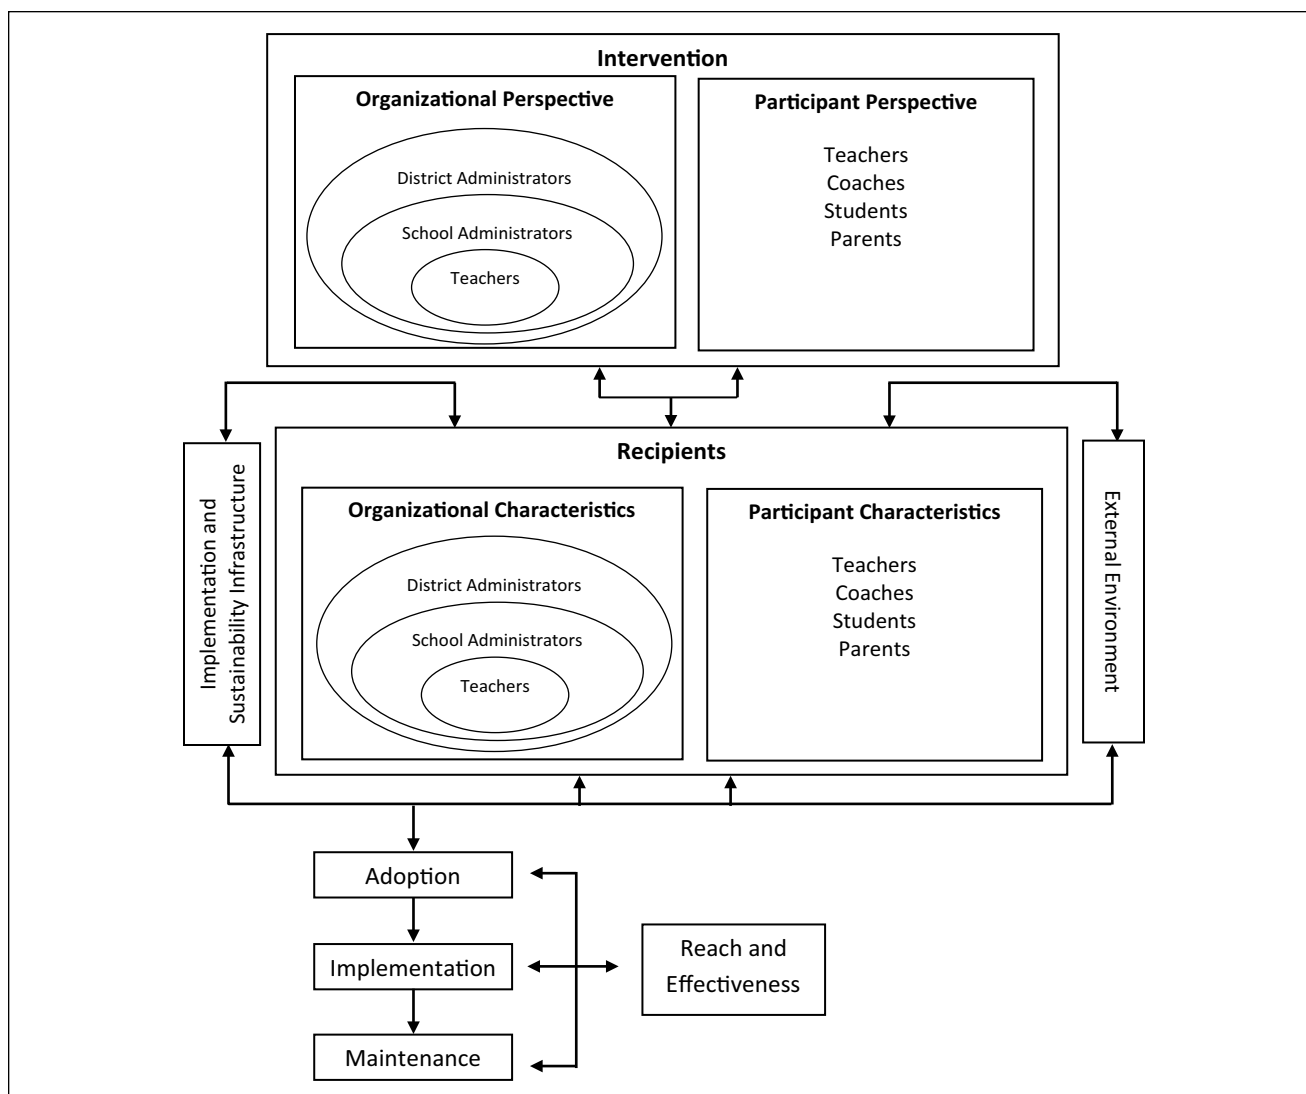 Intervention
Organizational Perspective
District Administrators
School Administrators
Teachers
Participant Perspective
Teachers
Coaches
Students
Parents
Implementation and
Sustainability Infrastructure
Recipients
Organizational Characteristics
District Administrators
School Administrators
Teachers
Participant Characteristics
Teachers
Coaches
Students
Parents
External Environment
Adoption
Implementation
Maintenance
Reach and
Effectiveness